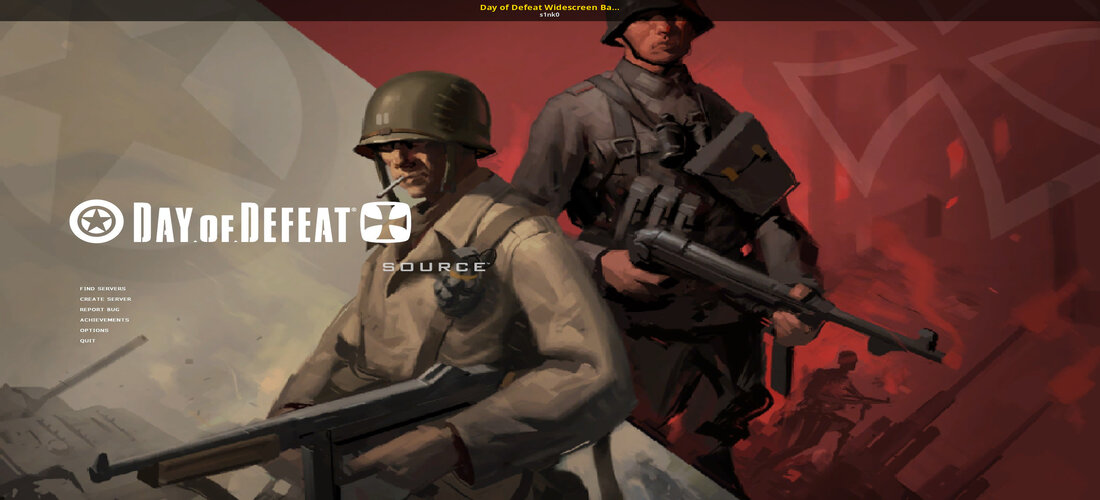 Day of Defeat Widescreen Ba...
s1nk0
DAY OF DEFEAT
SOURCE
FIND SERVERS
CREATE SERVER
REPORT BUG
ACHIEVEMENTS
OPTIONS
QUIT